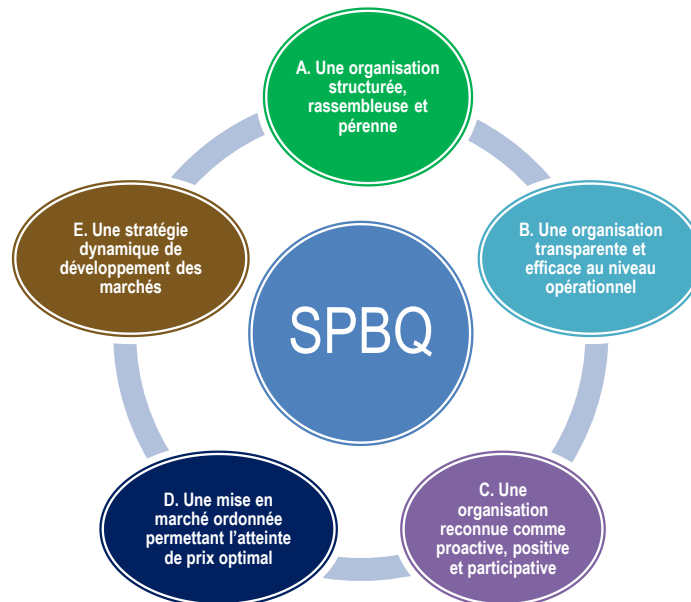 A. Une organisation
structurée,
rassembleuse et
pérenne
B. Une organisation
transparente et
efficace au niveau
opérationnel
C. Une
organisation
reconnue comme
proactive, positive
et participative
D. Une mise en
marché ordonnée
permettant l’atteinte
de prix optimal
E. Une stratégie
dynamique de
développement des
marchés
SPBQ